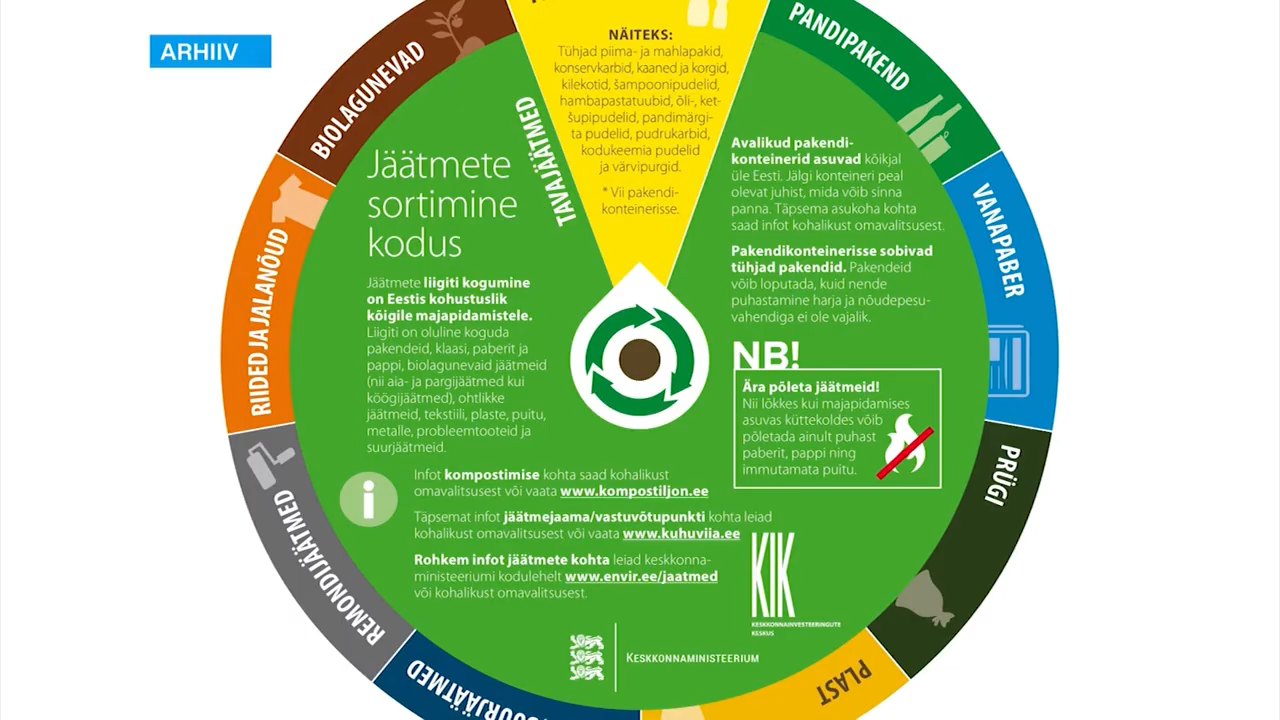 ARHIIV
NÄITEKS:
Tühjad piima- ja mahlapakid,
konservkarbid, kaaned ja korgid,
kilekotid, šampoonipudelid,
hambapastatuubid, õli-, ket-
šupipudelid, pandimärgi-
ta pudelid, pudrukarbid,
kodukeemia pudelid
ja värvipurgid.
* Vii pakendi-
konteinerisse.
TAVAJÄÄTMED
BIOLAGUNEVAD
RIIDED JA JALANÕUD
REMONDIJÄÄTMED
SUURJÄÄTMED
PLAST
PRÜGI
VANAPABER
PANDIPAKEND
Jäätmete
sortimine
kodus
Jäätmete liigiti kogumine
on Eestis kohustuslik
kõigile majapidamistele.
Liigiti on oluline koguda
pakendeid, klaasi, paberit ja
pappi, biolagunevaid jäätmeid
(nii aia- ja pargijäätmed kui
köögijäätmed), ohtlikke
jäätmeid, tekstiili, plaste, puitu,
metalle, probleemtooteid ja
suurjäätmeid.
Avalikud pakendi-
konteinerid asuvad kõikjal
üle Eesti. Jälgi konteineri peal
olevat juhist, mida võib sinna
panna. Täpsema asukoha kohta
saad infot kohalikust omavalitsusest.
Pakendikonteinerisse sobivad
tühjad pakendid. Pakendeid
võib loputada, kuid nende
puhastamine harja ja nõudepesu-
vahendiga ei ole vajalik.
NB!
Ära põleta jäätmeid!
Nii lõkkes kui majapidamises
asuvas küttekoldes võib
põletada ainult puhast
paberit, pappi ning
immutamata puitu.
i
Infot kompostimise kohta saad kohalikust
omavalitsusest või vaata www.kompostiljon.ee
Täpsemat infot jäätmejaama/vastuvõtupunkti kohta leiad
kohalikust omavalitsusest või vaata www.kuhuviia.ee
Rohkem infot jäätmete kohta leiad keskkonna-
ministeeriumi kodulehelt www.envir.ee/jaatmed
või kohalikust omavalitsusest.
KIK
KESKKONNAINVESTEERINGUTE
KESKUS
KESKKONNAMINISTEERIUM